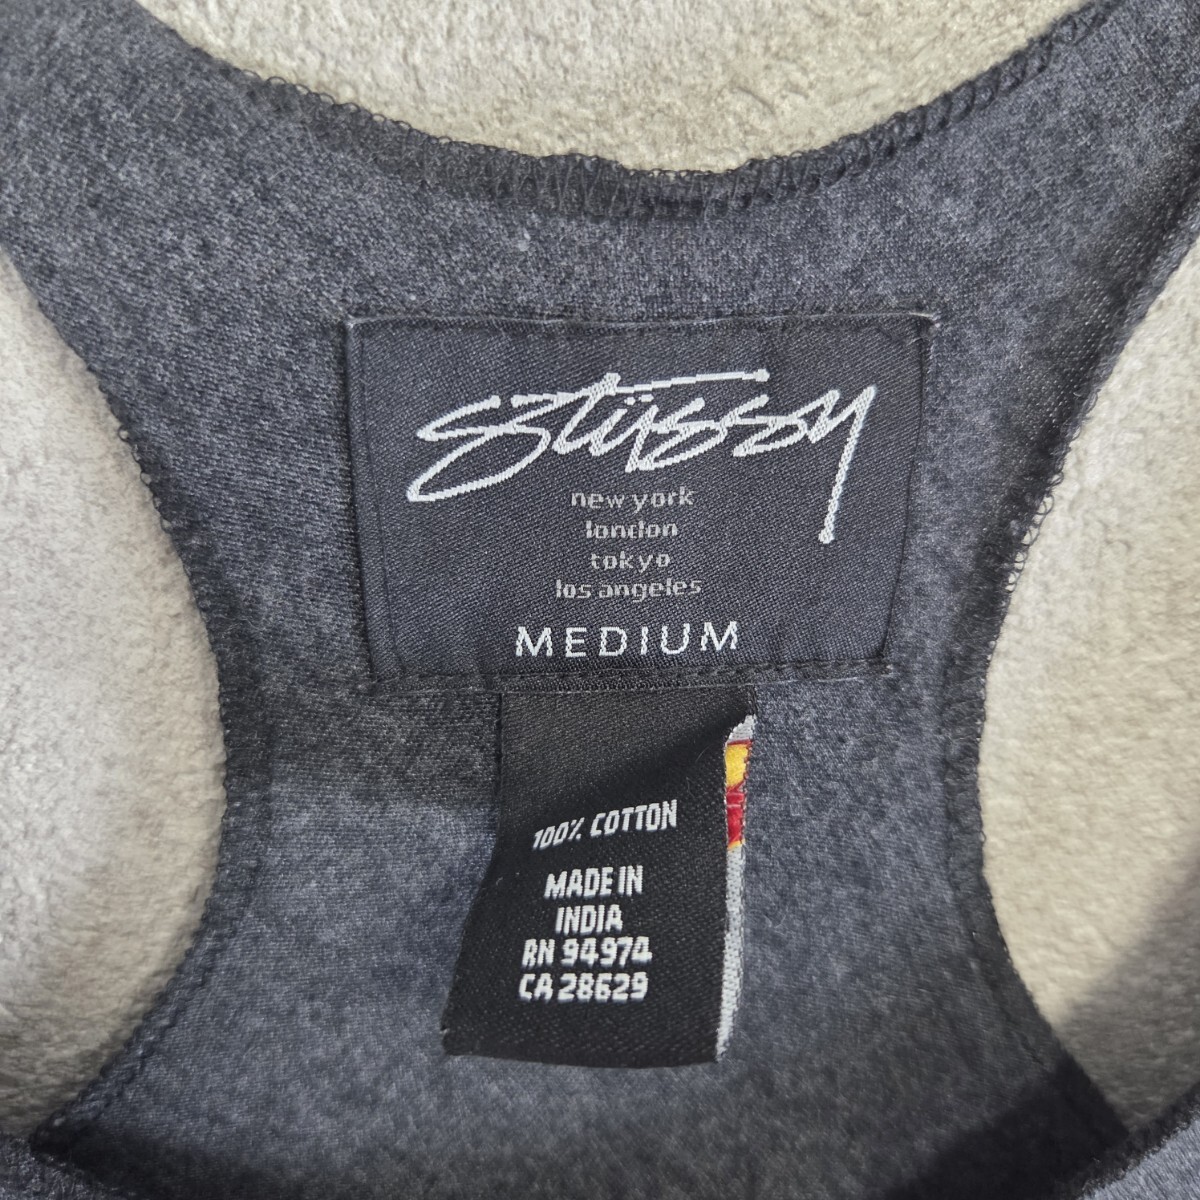 Stüssy
new york
london
tokyo
los angeles
MEDIUM
100% COTTON
MADE IN
INDIA
RN 94974
CA 28629